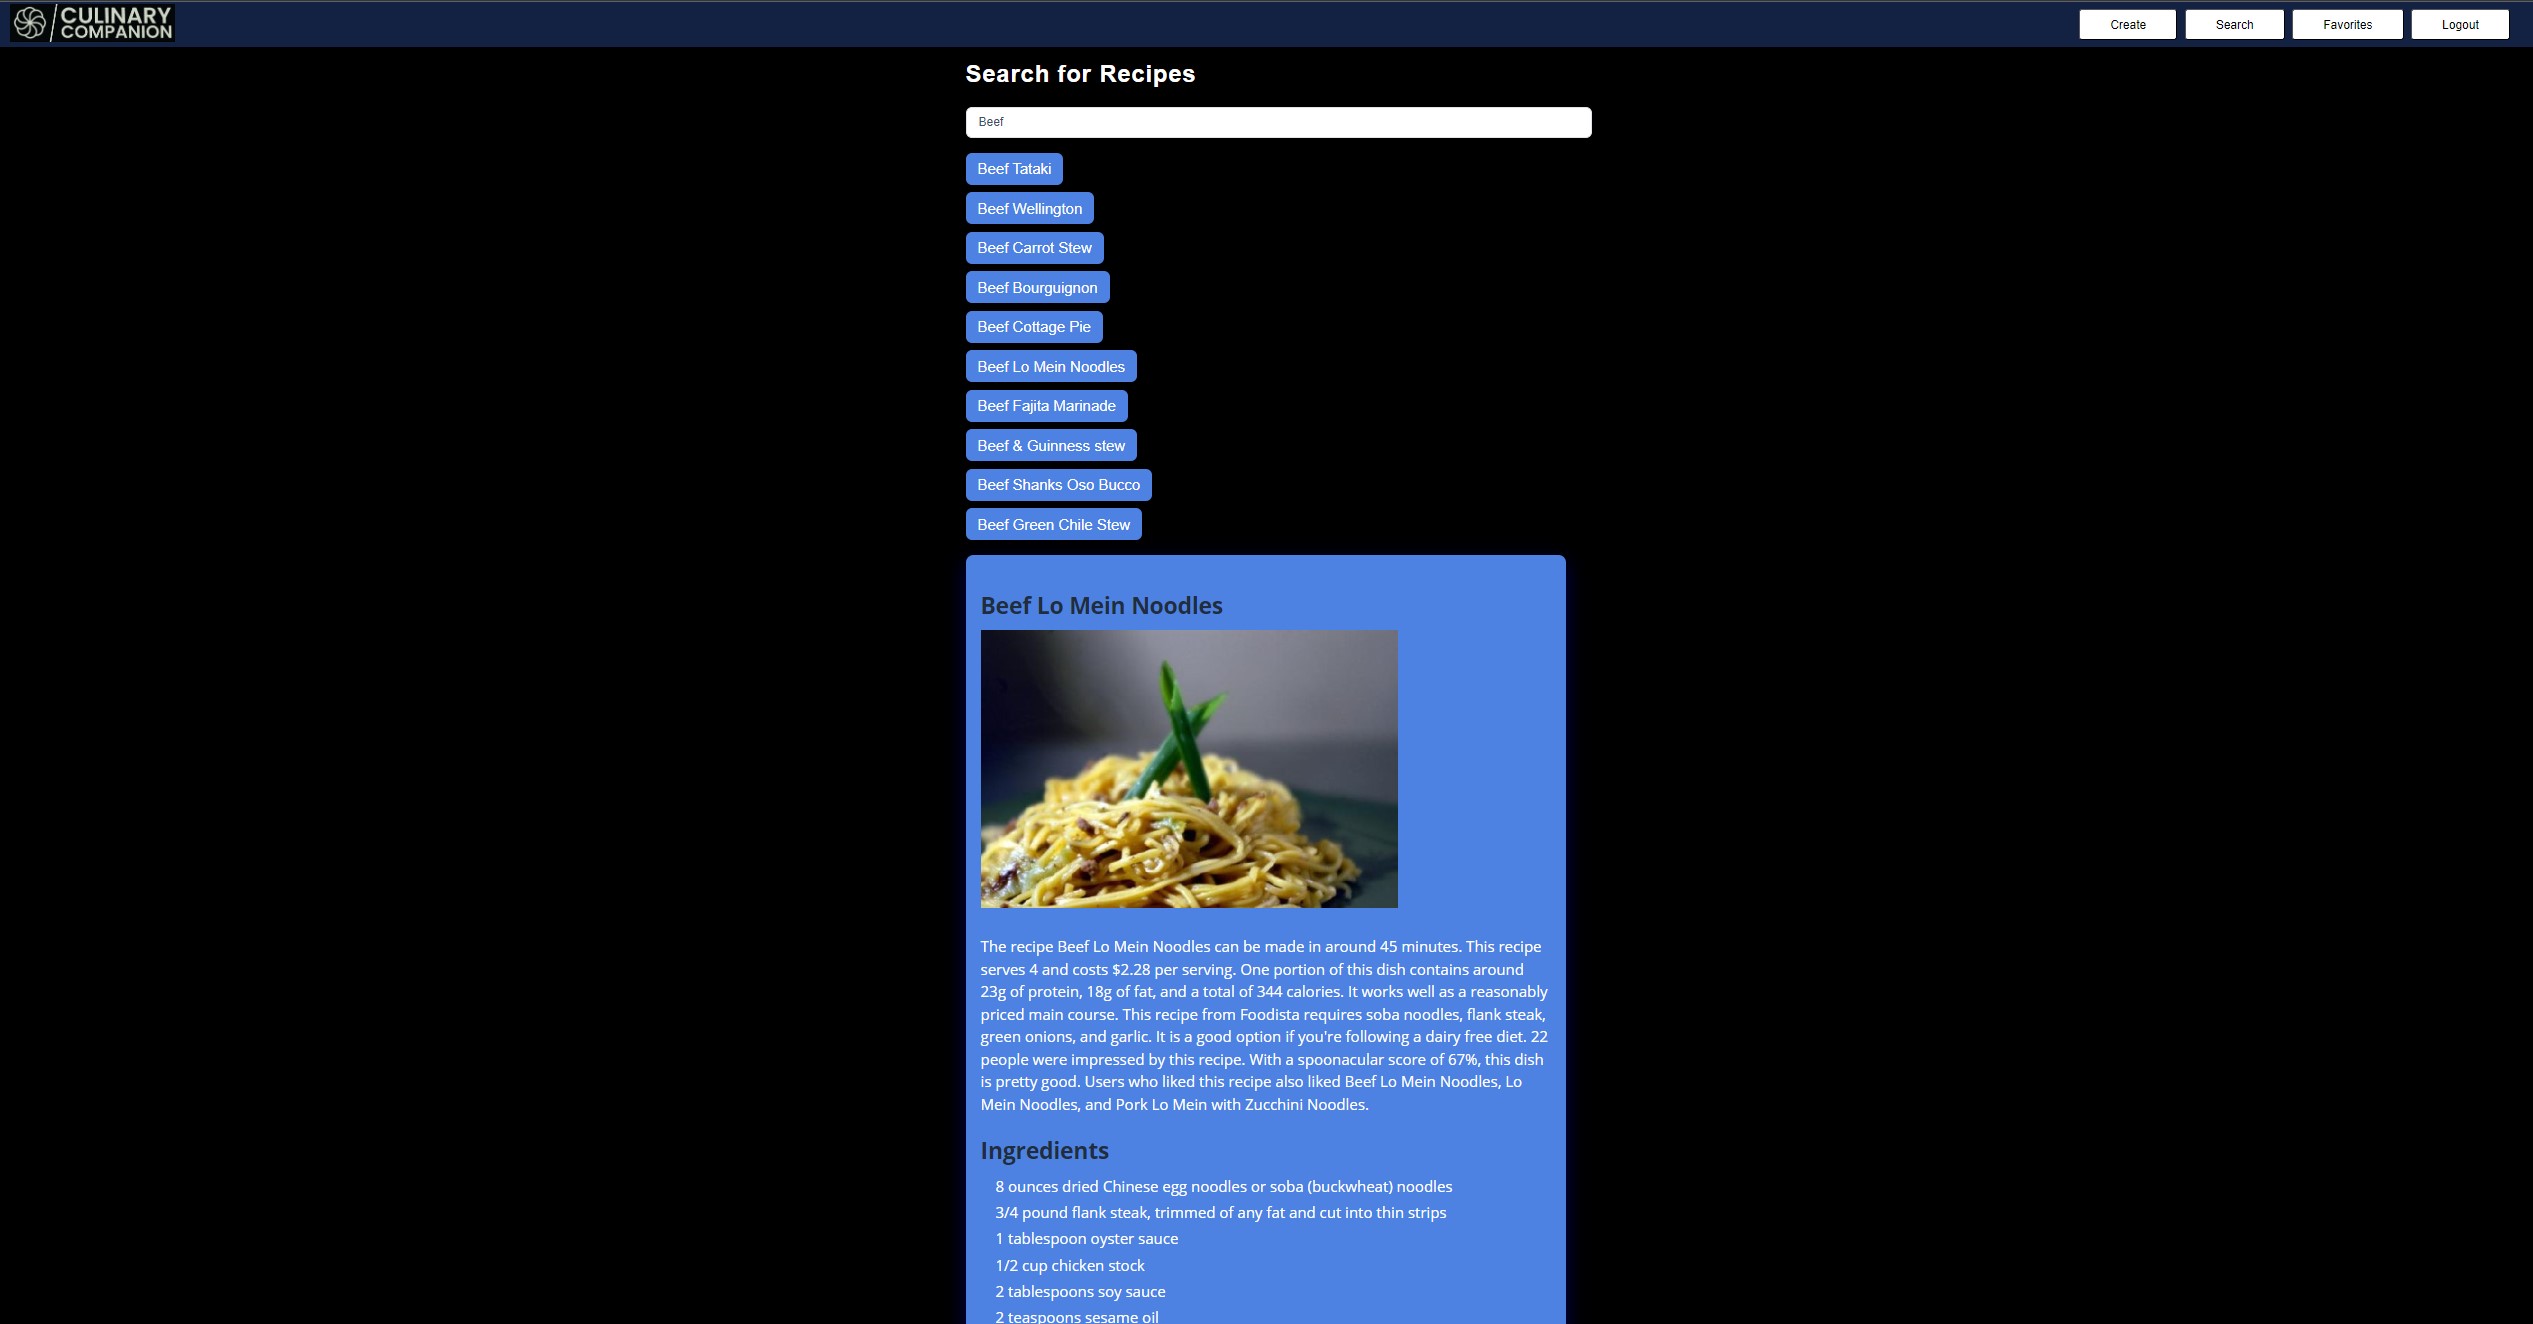 CULINARY
COMPANION
Create
Search
Favorites
Logout
Search for Recipes
Beef
Beef Tataki
Beef Wellington
Beef Carrot Stew
Beef Bourguignon
Beef Cottage Pie
Beef Lo Mein Noodles
Beef Fajita Marinade
Beef & Guinness stew
Beef Shanks Oso Bucco
Beef Green Chile Stew
Beef Lo Mein Noodles
The recipe Beef Lo Mein Noodles can be made in around 45 minutes. This recipe
serves 4 and costs $2.28 per serving. One portion of this dish contains around
23g of protein, 18g of fat, and a total of 344 calories. It works well as a reasonably
priced main course. This recipe from Foodista requires soba noodles, flank steak,
green onions, and garlic. It is a good option if you're following a dairy free diet. 22
people were impressed by this recipe. With a spoonacular score of 67%, this dish
is pretty good. Users who liked this recipe also liked Beef Lo Mein Noodles, Lo
Mein Noodles, and Pork Lo Mein with Zucchini Noodles.
Ingredients
8 ounces dried Chinese egg noodles or soba (buckwheat) noodles
3/4 pound flank steak, trimmed of any fat and cut into thin strips
1 tablespoon oyster sauce
1/2 cup chicken stock
2 tablespoons soy sauce
2 teaspoons sesame oil